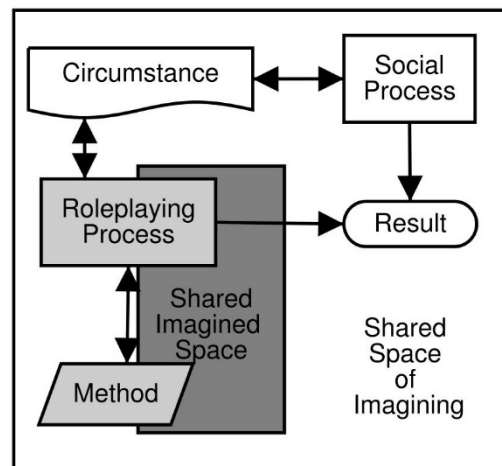 Circumstance
Social
Process
Roleplaying
Process
Result
Shared
Imagined
Space
Shared
Space
of
Imagining
Method